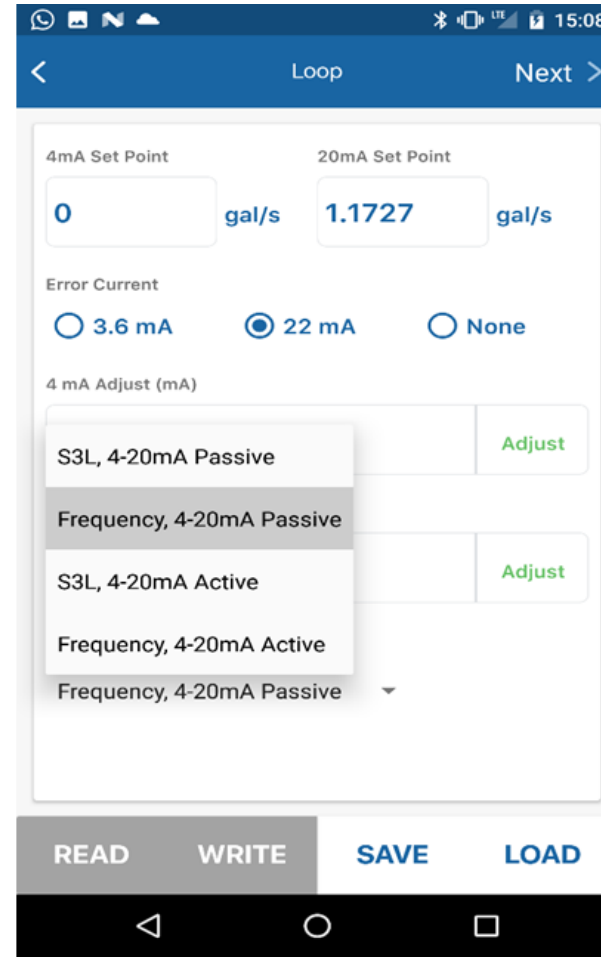 LTE 15:08
Loop Next
4mA Set Point 20mA Set Point
0 gal/s 1.1727 gal/s
Error Current
3.6 mA 22 mA None
4 mA Adjust (mA)
Adjust
S3L, 4-20mA Passive
Frequency, 4-20mA Passive
Adjust
S3L, 4-20mA Active
Frequency, 4-20mA Active
Frequency, 4-20mA Passive
READ WRITE SAVE LOAD